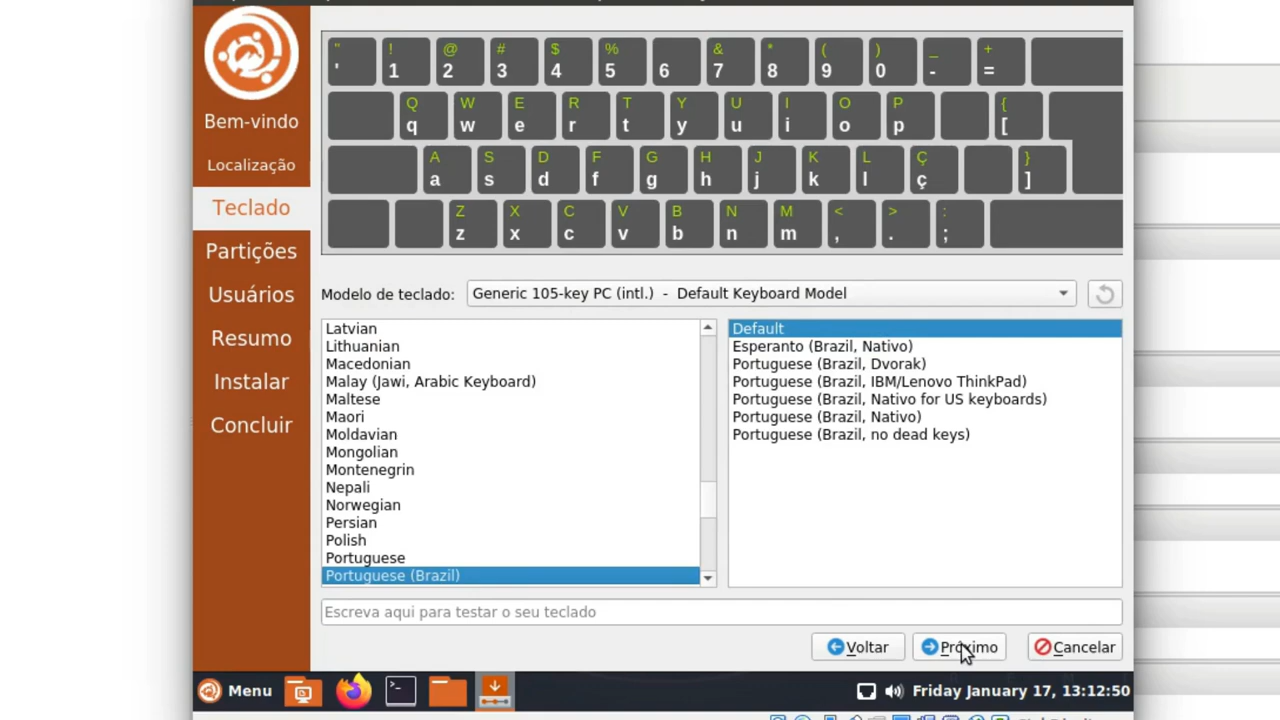 " ! @ # $ % & * ( ) _ +
' 1 2 3 4 5 6 7 8 9 0 - =
Q W E R T Y U I O P {
q w e r t y u i o p [
A S D F G H J K L Ç }
a s d f g h j k l ç ]
Z X C V B N M < > :
z x c v b n m , . ;
Bem-vindo
Localização
Teclado
Partições
Usuários
Resumo
Instalar
Concluir
Modelo de teclado: Generic 105-key PC (intl.) - Default Keyboard Model
Latvian
Lithuanian
Macedonian
Malay (Jawi, Arabic Keyboard)
Maltese
Maori
Moldavian
Mongolian
Montenegrin
Nepali
Norwegian
Persian
Polish
Portuguese
Portuguese (Brazil)
Default
Esperanto (Brazil, Nativo)
Portuguese (Brazil, Dvorak)
Portuguese (Brazil, IBM/Lenovo ThinkPad)
Portuguese (Brazil, Nativo for US keyboards)
Portuguese (Brazil, Nativo)
Portuguese (Brazil, no dead keys)
Escreva aqui para testar o seu teclado
Voltar Próximo Cancelar
Menu Friday January 17, 13:12:50